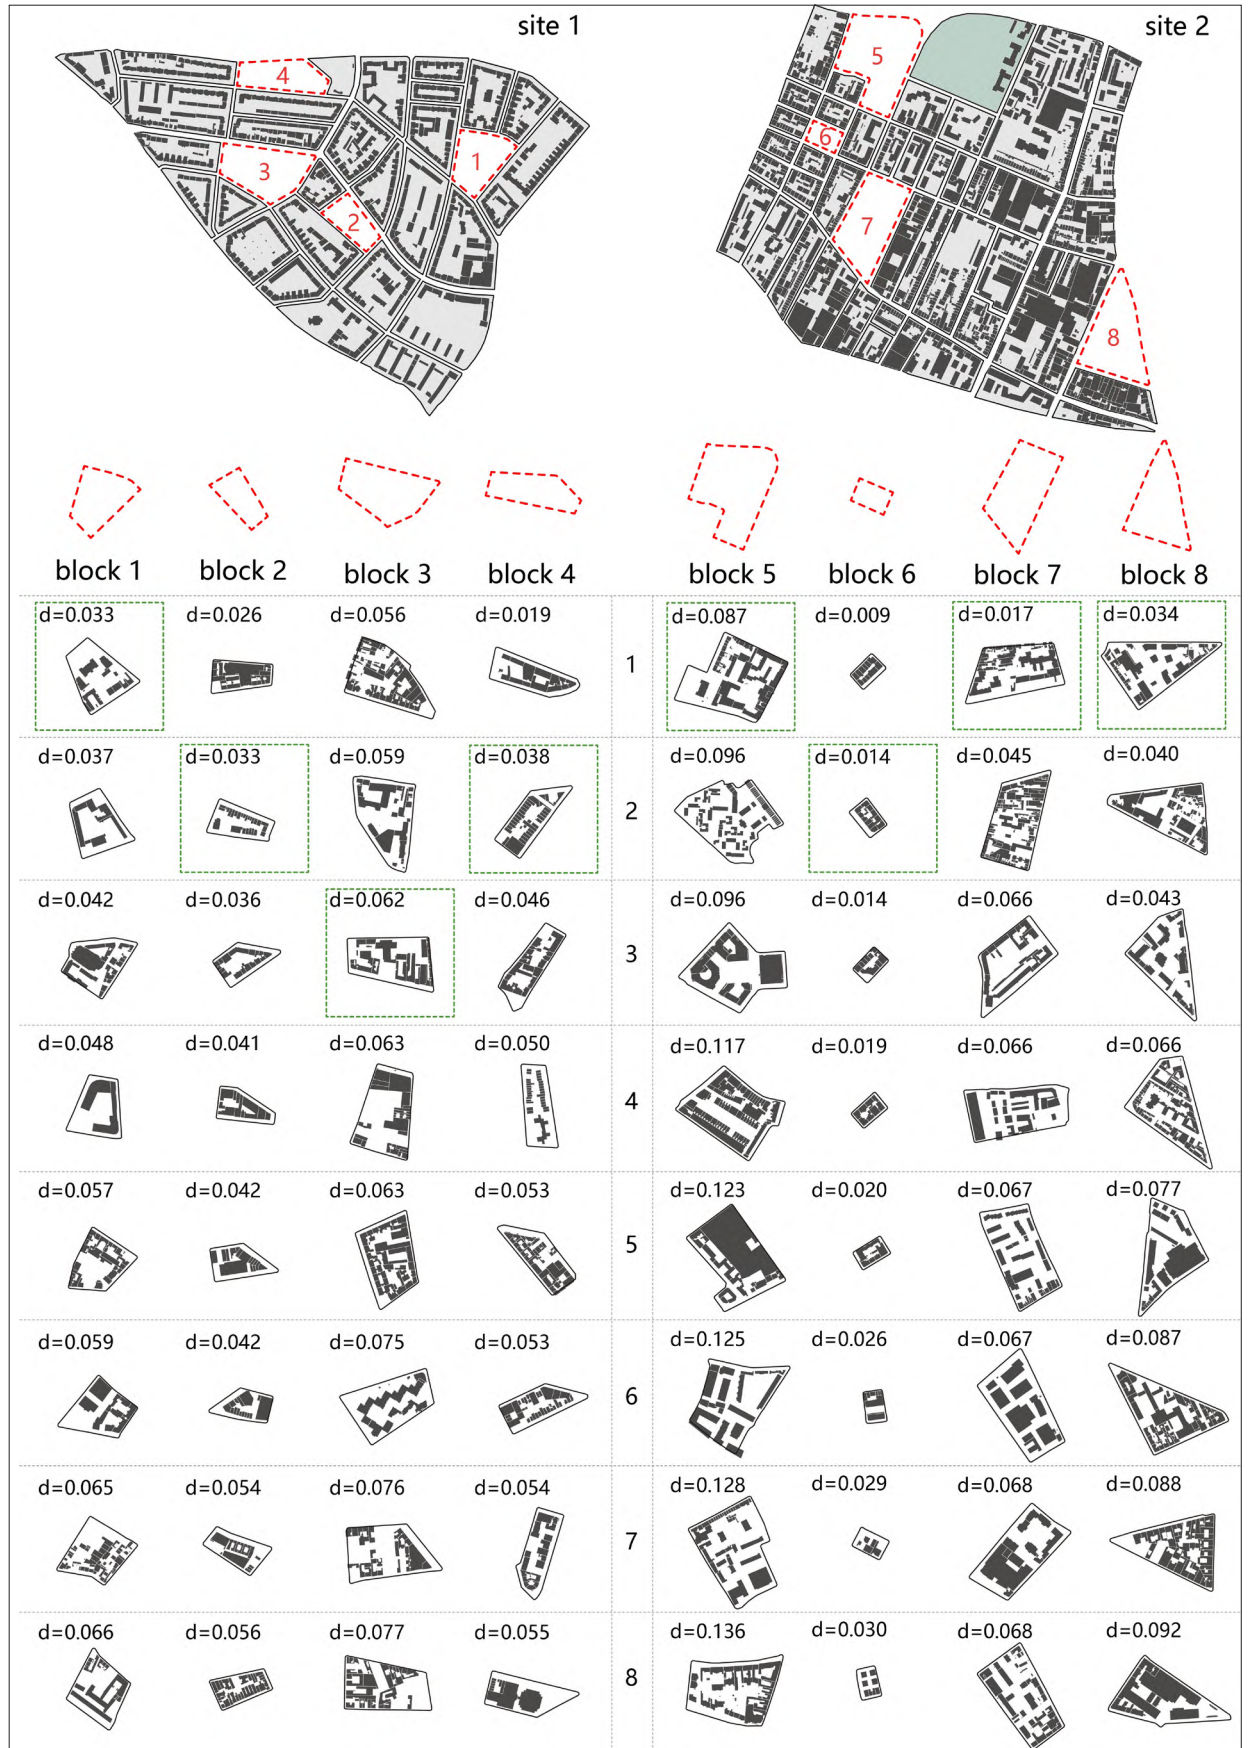 site 1
site 2
4
5
1
6
3
2
7
8
block 1 block 2 block 3 block 4 block 5 block 6 block 7 block 8
d=0.033 d=0.026 d=0.056 d=0.019 1 d=0.087 d=0.009 d=0.017 d=0.034
d=0.037 d=0.033 d=0.059 d=0.038 2 d=0.096 d=0.014 d=0.045 d=0.040
d=0.042 d=0.036 d=0.062 d=0.046 3 d=0.096 d=0.014 d=0.066 d=0.043
d=0.048 d=0.041 d=0.063 d=0.050 4 d=0.117 d=0.019 d=0.066 d=0.066
d=0.057 d=0.042 d=0.063 d=0.053 5 d=0.123 d=0.020 d=0.067 d=0.077
d=0.059 d=0.042 d=0.075 d=0.053 6 d=0.125 d=0.026 d=0.067 d=0.087
d=0.065 d=0.054 d=0.076 d=0.054 7 d=0.128 d=0.029 d=0.068 d=0.088
d=0.066 d=0.056 d=0.077 d=0.055 8 d=0.136 d=0.030 d=0.068 d=0.092